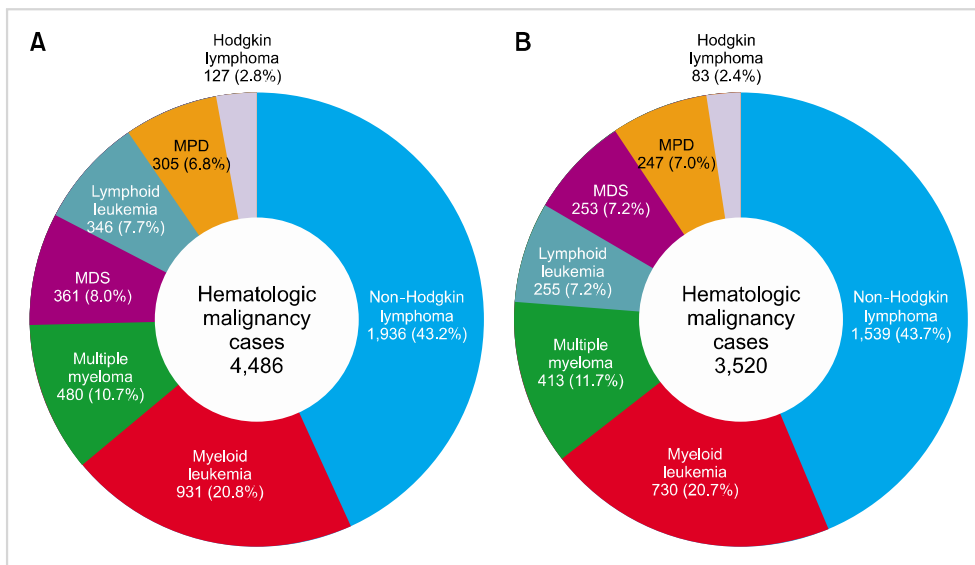 A
Hodgkin
lymphoma
127 (2.8%)
MPD
305 (6.8%)
Lymphoid
leukemia
346 (7.7%)
MDS
361 (8.0%)
Multiple
myeloma
480 (10.7%)
Myeloid
leukemia
931 (20.8%)
Non-Hodgkin
lymphoma
1,936 (43.2%)
Hematologic
malignancy
cases
4,486
B
Hodgkin
lymphoma
83 (2.4%)
MPD
247 (7.0%)
MDS
253 (7.2%)
Lymphoid
leukemia
255 (7.2%)
Multiple
myeloma
413 (11.7%)
Myeloid
leukemia
730 (20.7%)
Non-Hodgkin
lymphoma
1,539 (43.7%)
Hematologic
malignancy
cases
3,520